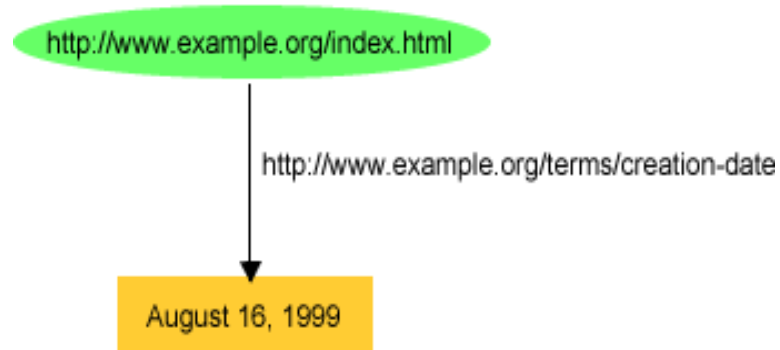 http://www.example.org/index.html
http://www.example.org/terms/creation-date
August 16, 1999